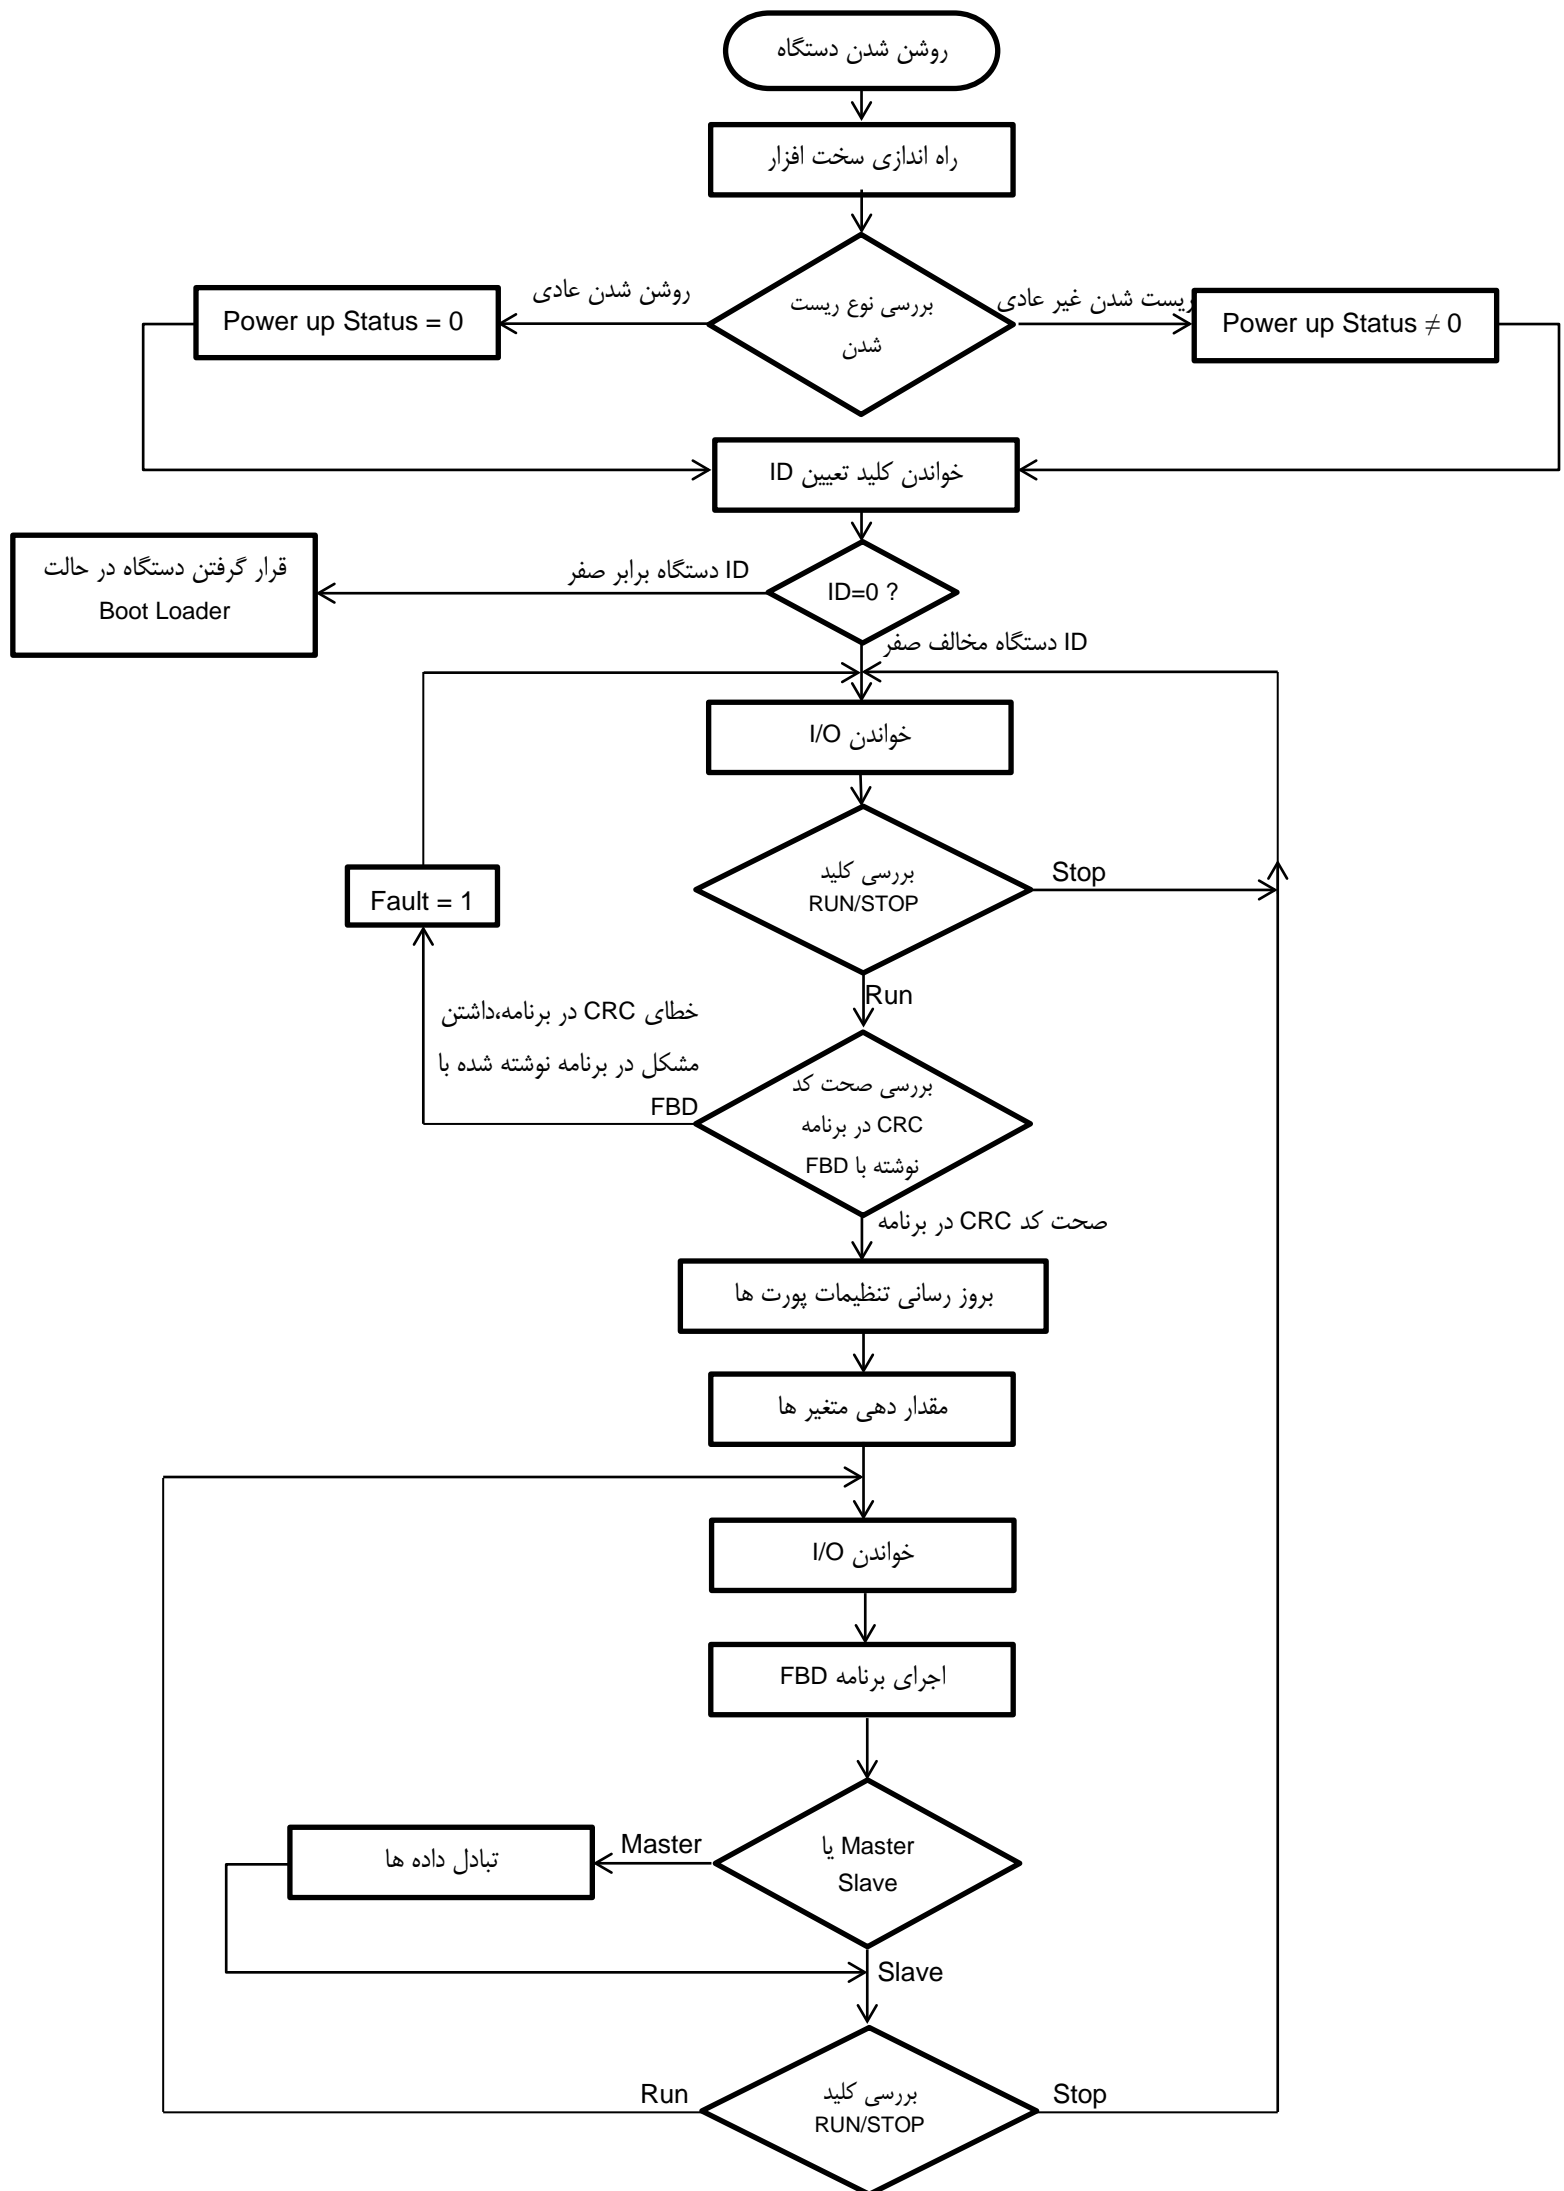 روشن شدن دستگاه
راه اندازی سخت افزار
روشن شدن عادی
ریست شدن غیر عادی
بررسی نوع ریست
شدن
Power up Status = 0
Power up Status ≠ 0
خواندن کلید تعیین ID
قرار گرفتن دستگاه در حالت
Boot Loader
ID دستگاه برابر صفر
ID=0 ?
ID دستگاه مخالف صفر
خواندن I/O
بررسی کلید
RUN/STOP
Stop
Fault = 1
Run
خطای CRC در برنامه،داشتن
مشکل در برنامه نوشته شده با
FBD
بررسی صحت کد
CRC در برنامه
نوشته با FBD
صحت کد CRC در برنامه
بروز رسانی تنظیمات پورت ها
مقدار دهی متغیر ها
خواندن I/O
اجرای برنامه FBD
Master یا
Slave
Master
تبادل داده ها
Slave
Run
بررسی کلید
RUN/STOP
Stop